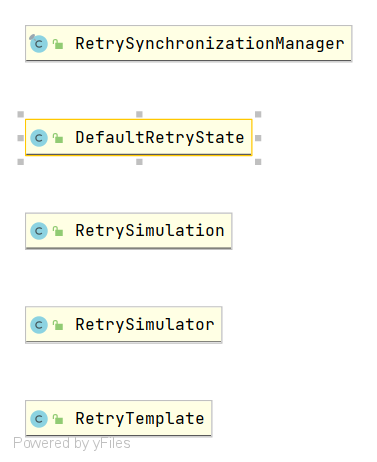 C RetrySynchronizationManager
C DefaultRetryState
C RetrySimulation
C RetrySimulator
C RetryTemplate
Powered by yFiles